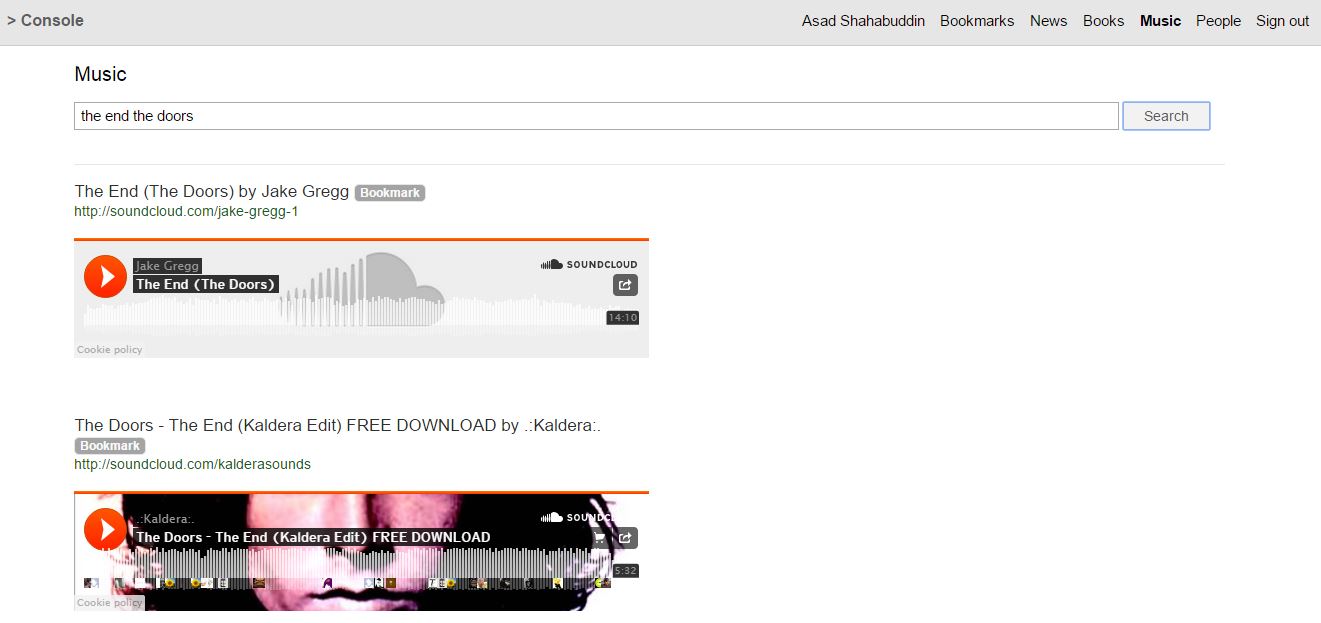 > Console Asad Shahabuddin Bookmarks News Books Music People Sign out
Music
the end the doors Search
The End (The Doors) by Jake Gregg Bookmark
http://soundcloud.com/jake-gregg-1
Jake Gregg SOUNDCLOUD
The End (The Doors)
14:10
Cookie policy
The Doors - The End (Kaldera Edit) FREE DOWNLOAD by .:Kaldera:.
Bookmark
http://soundcloud.com/kalderasounds
.:Kaldera:. SOUNDCL
The Doors - The End (Kaldera Edit) FREE DOWNLOAD
5:32
Cookie policy